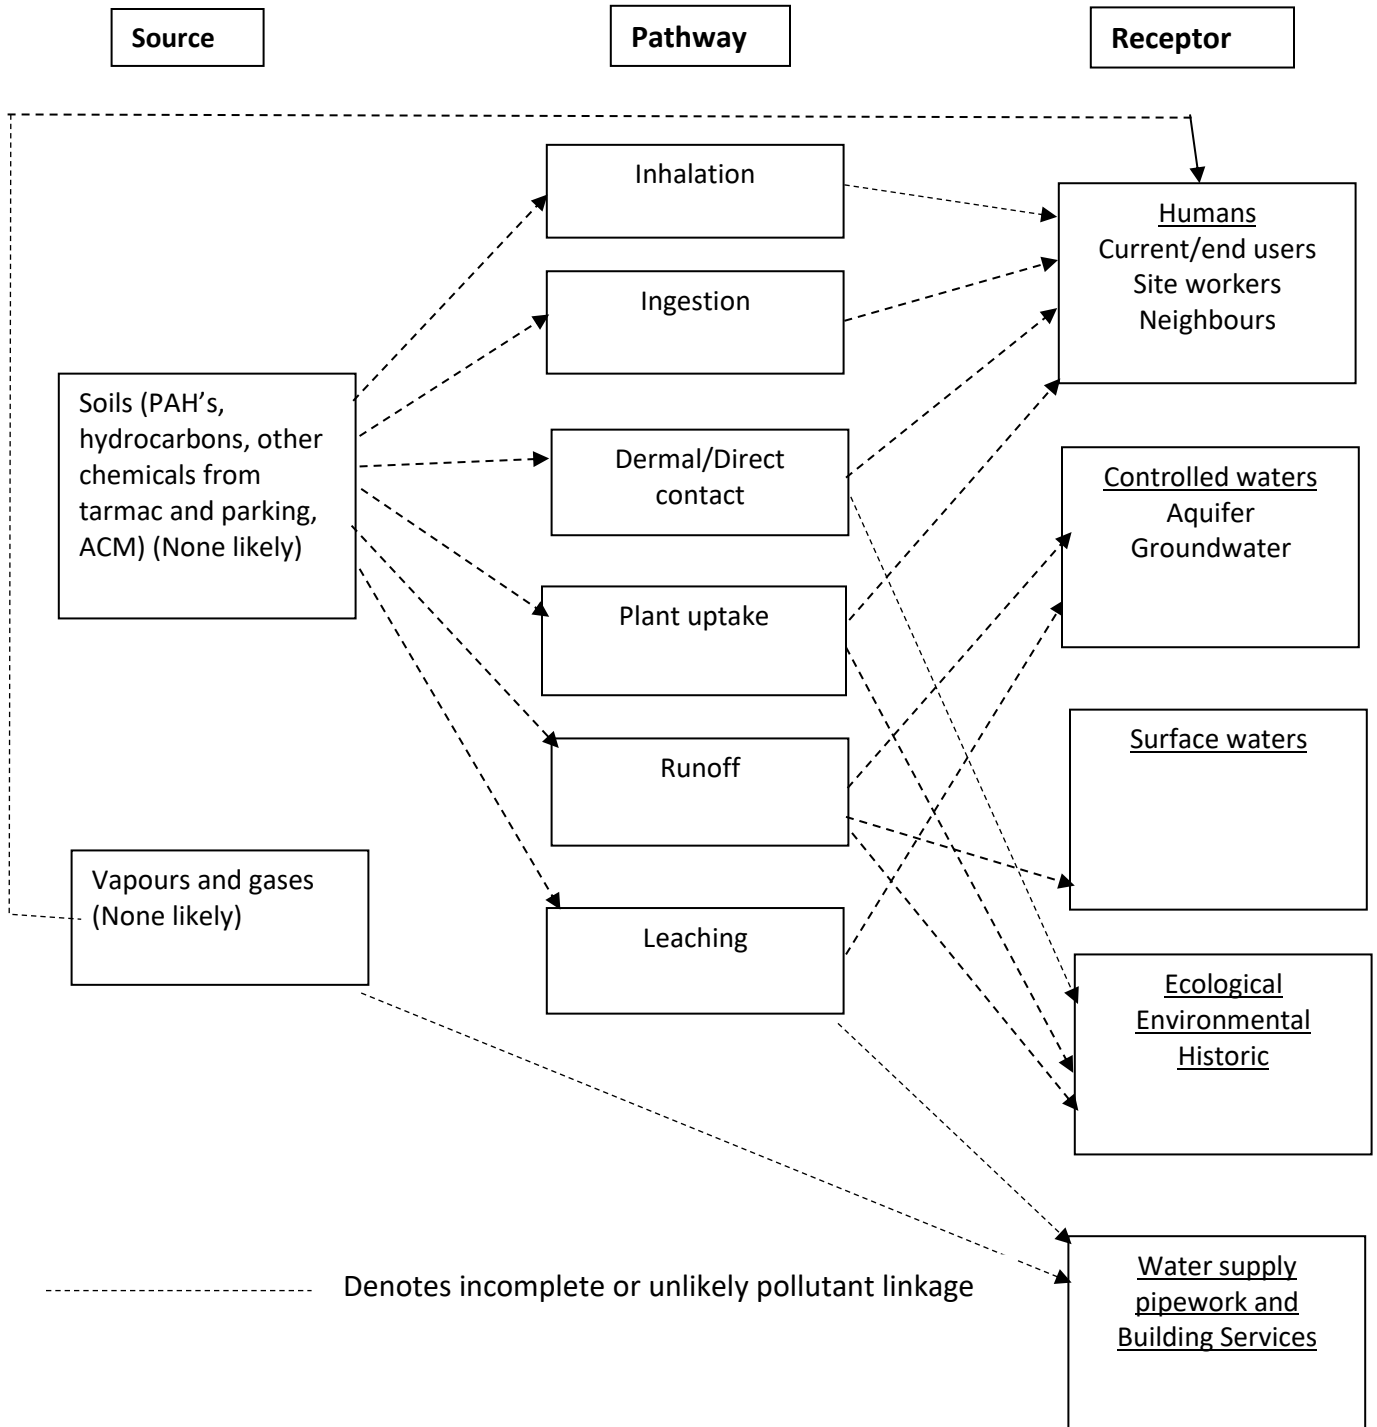 Source
Pathway
Receptor
Inhalation
Ingestion
Dermal/Direct
contact
Plant uptake
Runoff
Leaching
Soils (PAH’s,
hydrocarbons, other
chemicals from
tarmac and parking,
ACM) (None likely)
Vapours and gases
(None likely)
Humans
Current/end users
Site workers
Neighbours
Controlled waters
Aquifer
Groundwater
Surface waters
Ecological
Environmental
Historic
Water supply
pipework and
Building Services
Denotes incomplete or unlikely pollutant linkage